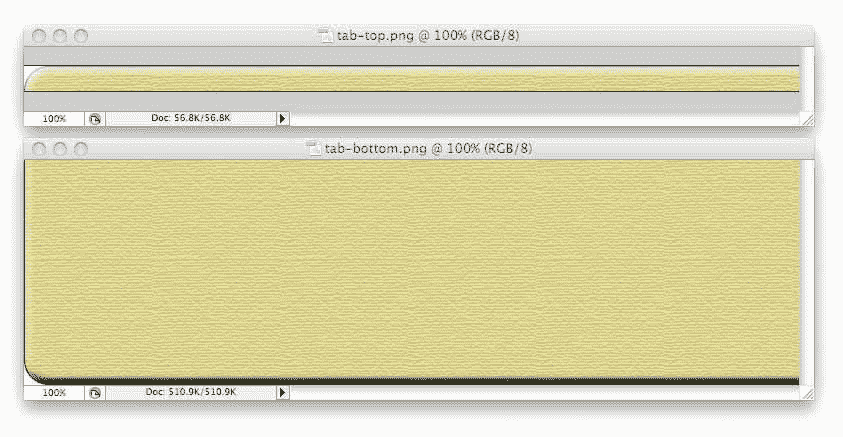 tab-top.png @ 100% (RGB/8)
100% Doc: 56.8K/56.8K
tab-bottom.png @ 100% (RGB/8)
100% Doc: 510.9K/510.9K